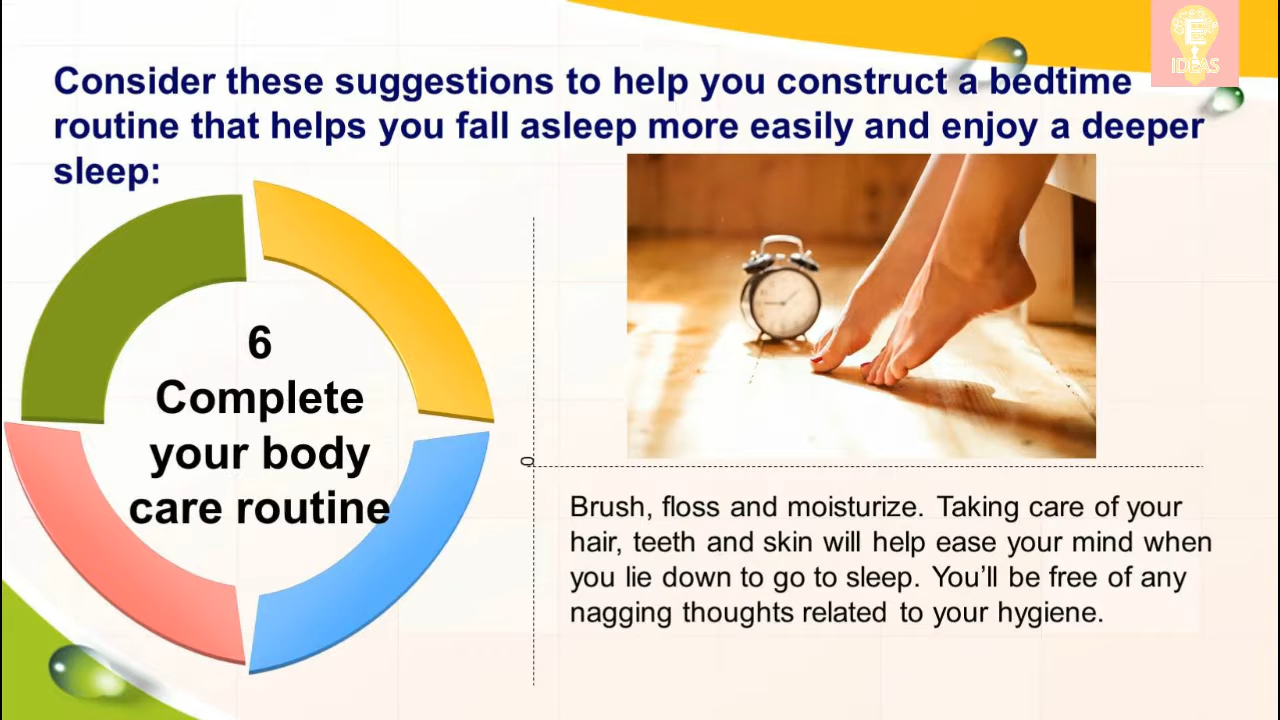 Consider these suggestions to help you construct a bedtime
routine that helps you fall asleep more easily and enjoy a deeper
sleep:
6
Complete
your body
care routine
Brush, floss and moisturize. Taking care of your
hair, teeth and skin will help ease your mind when
you lie down to go to sleep. You’ll be free of any
nagging thoughts related to your hygiene.
E
IDEAS